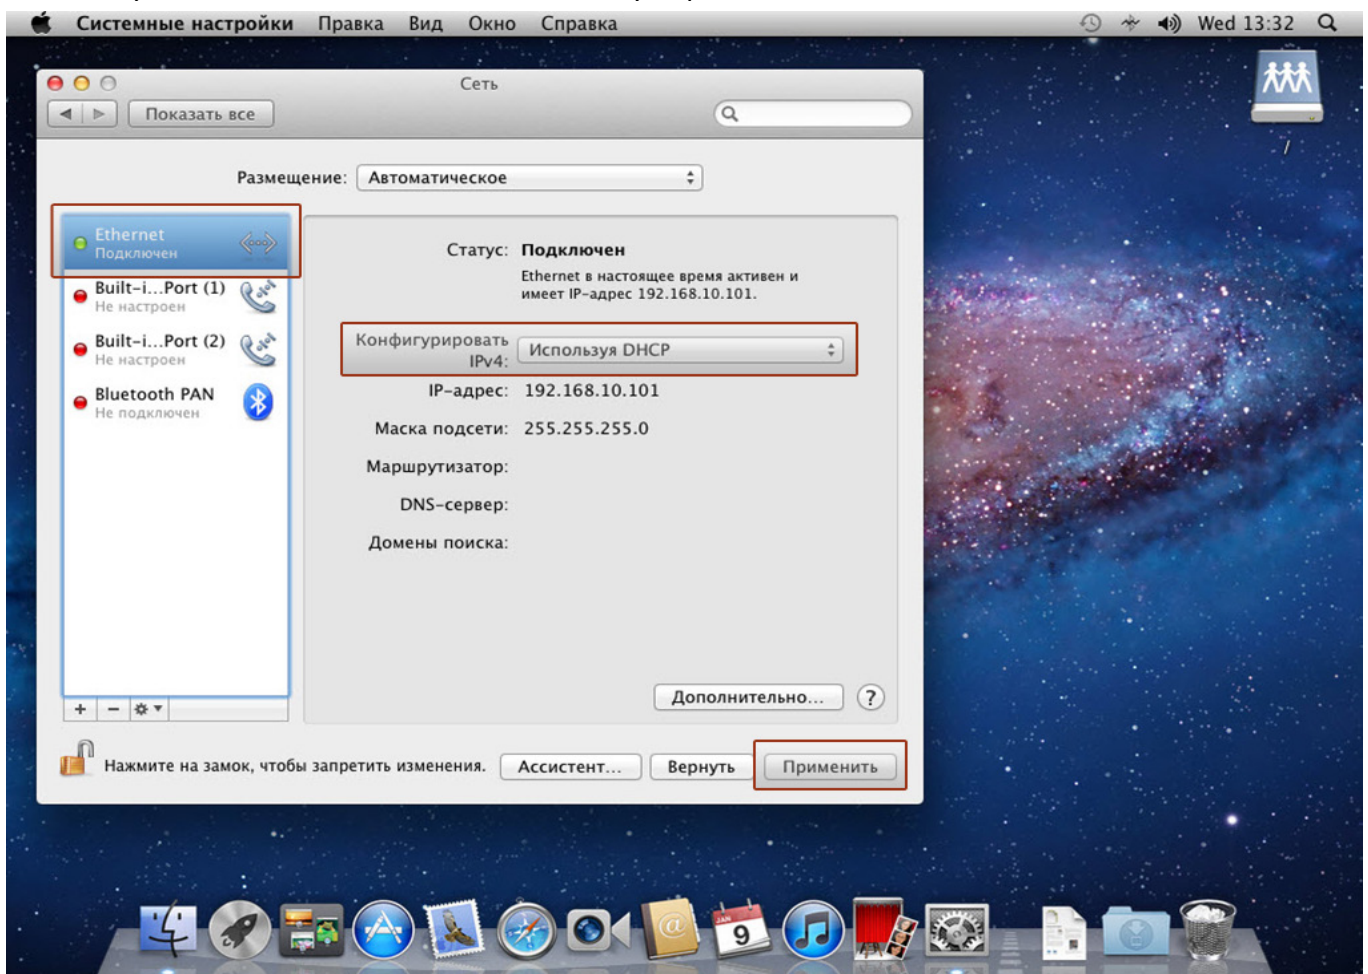 Системные настройки Правка Вид Окно Справка Wed 13:32
Сеть
Показать все
/
Размещение: Автоматическое
Ethernet
Подключен
Built-i...Port (1)
Не настроен
Built-i...Port (2)
Не настроен
Bluetooth PAN
Не подключен
Статус: Подключен
Ethernet в настоящее время активен и
имеет IP-адрес 192.168.10.101.
Конфигурировать
IPv4: Используя DHCP
IP-адрес: 192.168.10.101
Маска подсети: 255.255.255.0
Маршрутизатор:
DNS-сервер:
Домены поиска:
+ −
Дополнительно... ?
Нажмите на замок, чтобы запретить изменения. Ассистент... Вернуть Применить
JAN
9